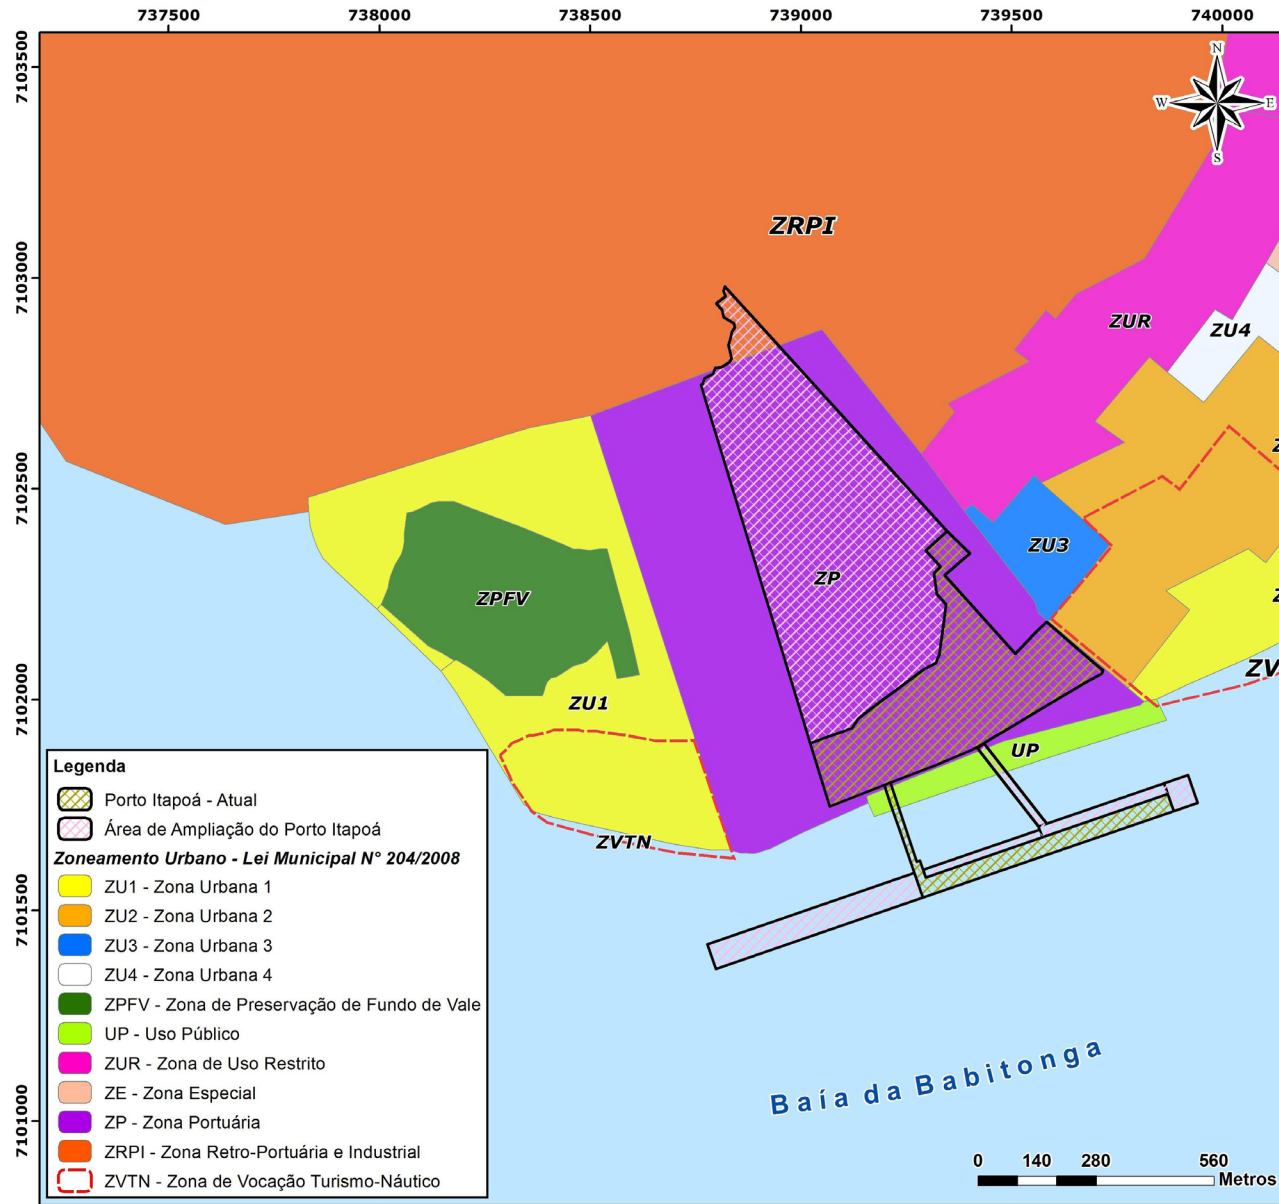 737500 738000 738500 739000 739500 740000
7103500
7103000
7102500
7102000
7101500
7101000
N
W E
S
ZRPI
ZUR
ZU4
ZU3
ZP
ZPFV
ZU1
ZV
UP
ZVTN
Legenda
Porto Itapoá - Atual
Área de Ampliação do Porto Itapoá
Zoneamento Urbano - Lei Municipal N° 204/2008
ZU1 - Zona Urbana 1
ZU2 - Zona Urbana 2
ZU3 - Zona Urbana 3
ZU4 - Zona Urbana 4
ZPFV - Zona de Preservação de Fundo de Vale
UP - Uso Público
ZUR - Zona de Uso Restrito
ZE - Zona Especial
ZP - Zona Portuária
ZRPI - Zona Retro-Portuária e Industrial
ZVTN - Zona de Vocação Turismo-Náutico
Baía da Babitonga
0 140 280 560
Metros